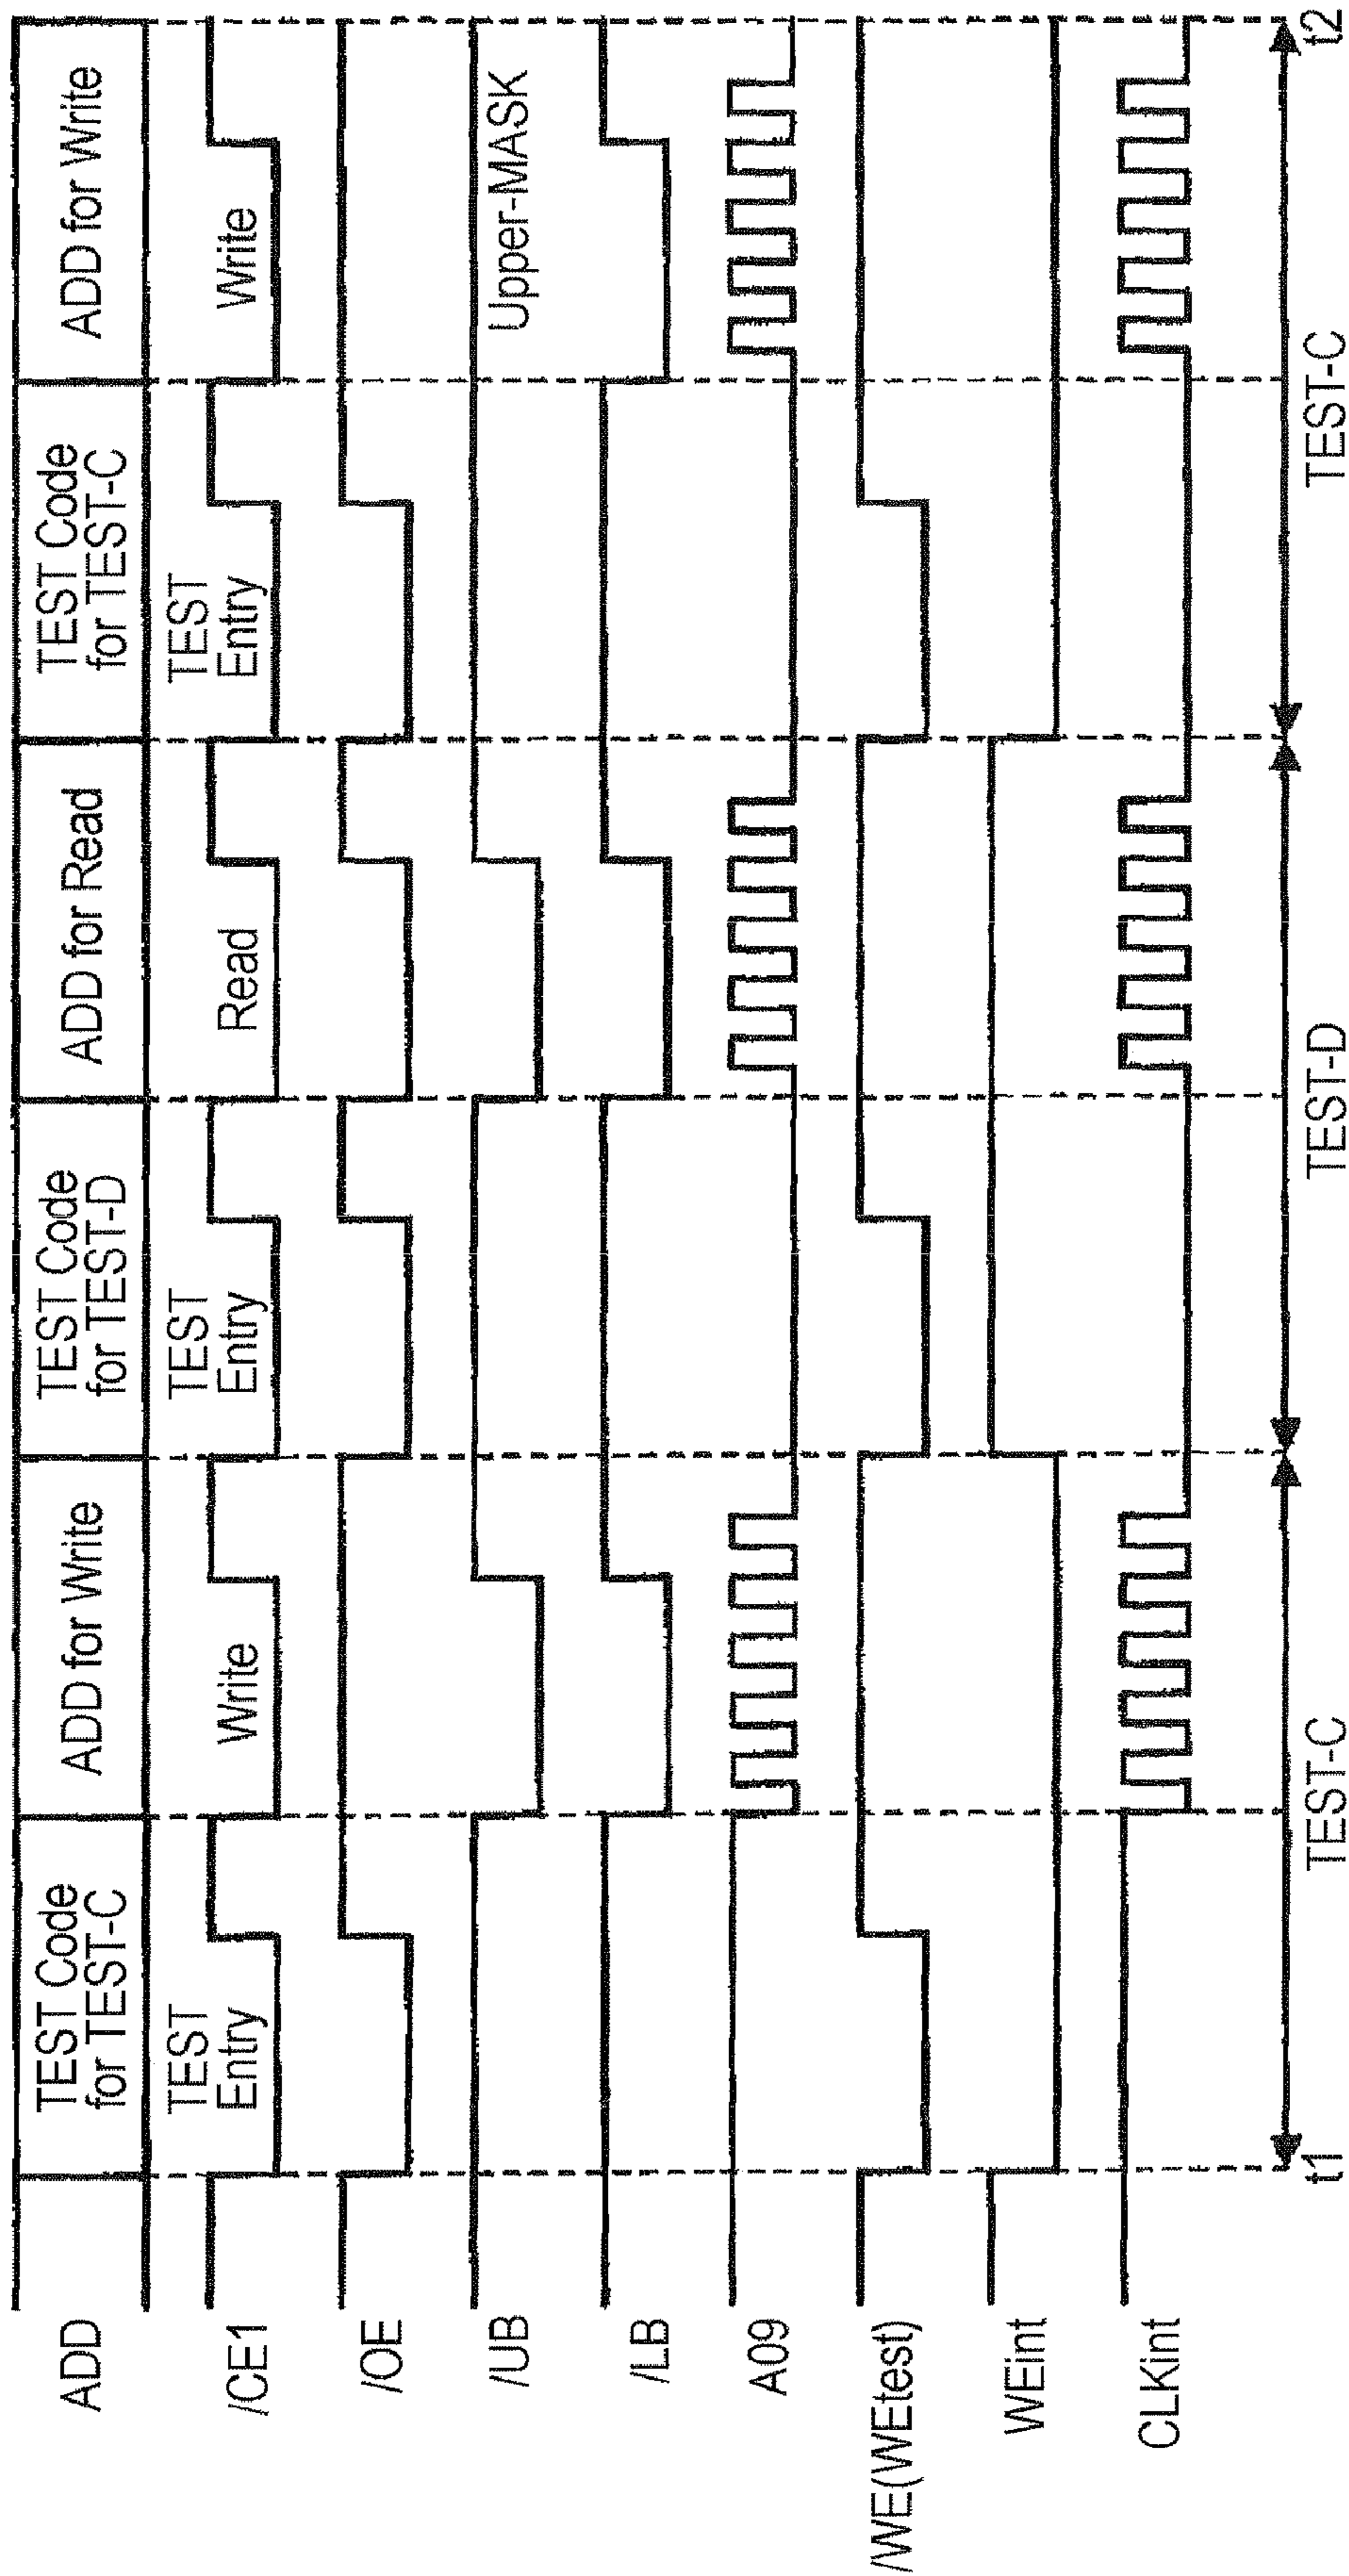 ADD
TEST Code
for TEST-C
ADD for Write
TEST Code
for TEST-D
ADD for Read
TEST Code
for TEST-C
ADD for Write
/CE1
TEST
Entry
Write
TEST
Entry
Read
TEST
Entry
Write
/OE
/UB
Upper-MASK
/LB
A09
/WE(WEtest)
WEint
CLKint
t1
TEST-C
TEST-D
TEST-C
t2